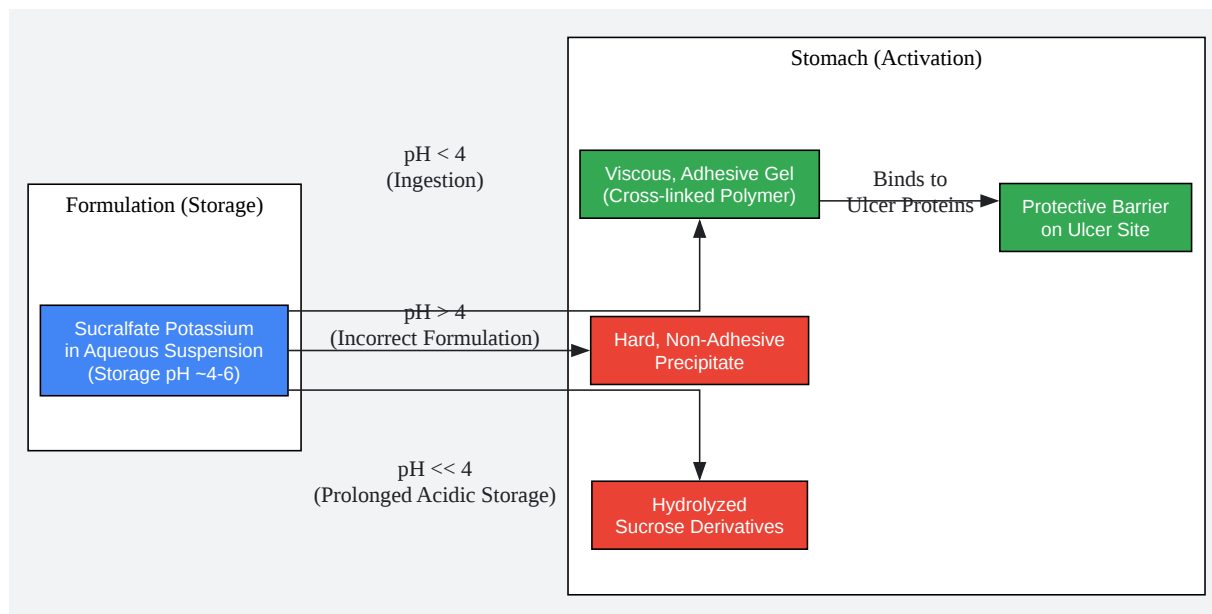 Stomach (Activation)
pH < 4
(Ingestion)
Viscous, Adhesive Gel
(Cross-linked Polymer)
Binds to
Ulcer Proteins
Protective Barrier
on Ulcer Site
Formulation (Storage)
Sucralfate Potassium
in Aqueous Suspension
(Storage pH ~4-6)
pH > 4
(Incorrect Formulation)
Hard, Non-Adhesive
Precipitate
pH << 4
(Prolonged Acidic Storage)
Hydrolyzed
Sucrose Derivatives